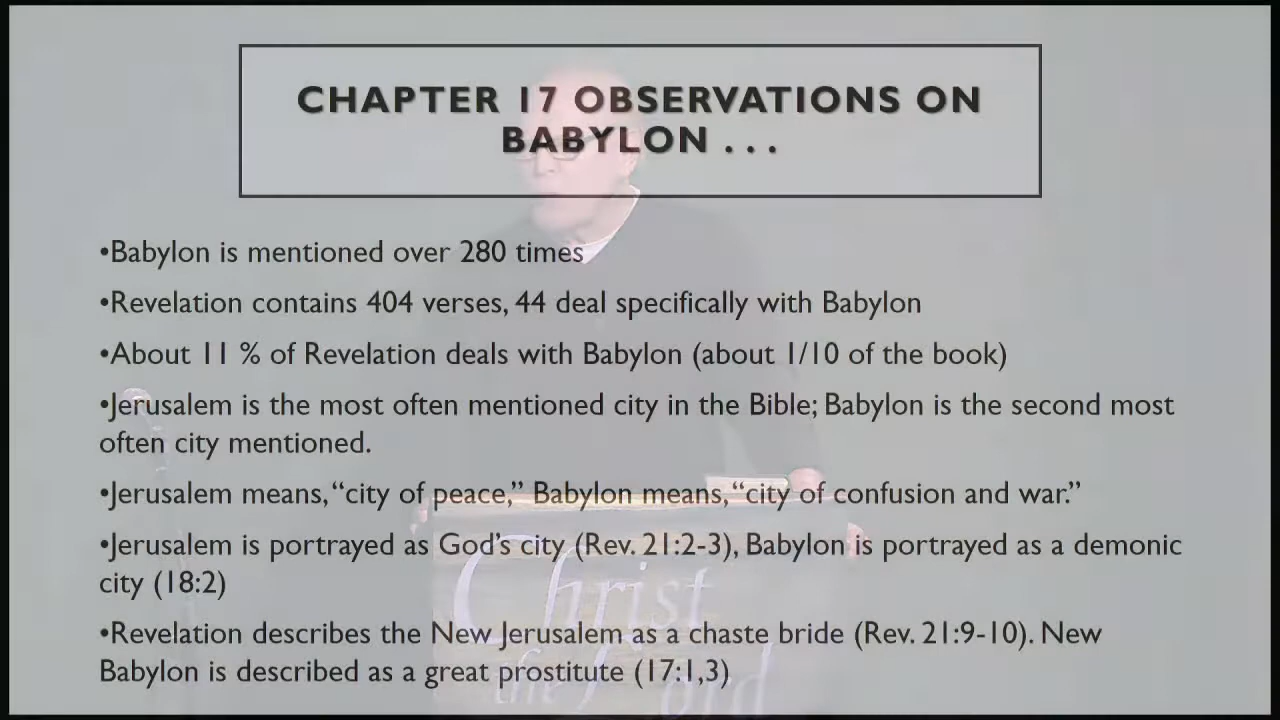 CHAPTER 17 OBSERVATIONS ON
BABYLON . . .
•Babylon is mentioned over 280 times
•Revelation contains 404 verses, 44 deal specifically with Babylon
•About 11 % of Revelation deals with Babylon (about 1/10 of the book)
•Jerusalem is the most often mentioned city in the Bible; Babylon is the second most
often city mentioned.
•Jerusalem means, “city of peace,” Babylon means, “city of confusion and war.”
•Jerusalem is portrayed as God’s city (Rev. 21:2-3), Babylon is portrayed as a demonic
city (18:2)
•Revelation describes the New Jerusalem as a chaste bride (Rev. 21:9-10). New
Babylon is described as a great prostitute (17:1,3)
Christ
the Lord